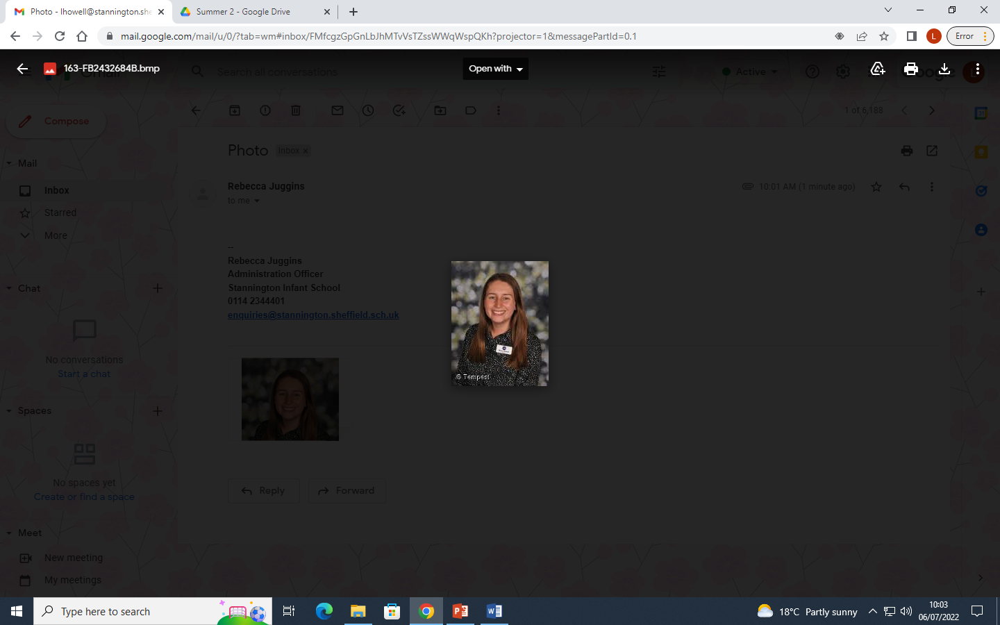 Photo - lhowell@stannington.she
Summer 2 - Google Drive
mail.google.com/mail/u/0/?tab=wm#inbox/FMfcgzGpGnLbJhMTvVsTZssWWqWspQKh?projector=1&messagePartId=0.1
L
Error
163-FB2432684B.bmp
Search all conversations
Open with
Active
Compose
1 of 6,188
Mail
Photo
Inbox
Inbox
Rebecca Juggins
10:01 AM (1 minute ago)
to me
Starred
More
--
Rebecca Juggins
Administration Officer
Stannington Infant School
0114 2344401
enquiries@stannington.sheffield.sch.uk
Chat
No conversations
Start a chat
© Tempest
Spaces
No spaces yet
Create or find a space
Reply
Forward
Meet
New meeting
My meetings
Type here to search
18°C Partly sunny
10:03
06/07/2022